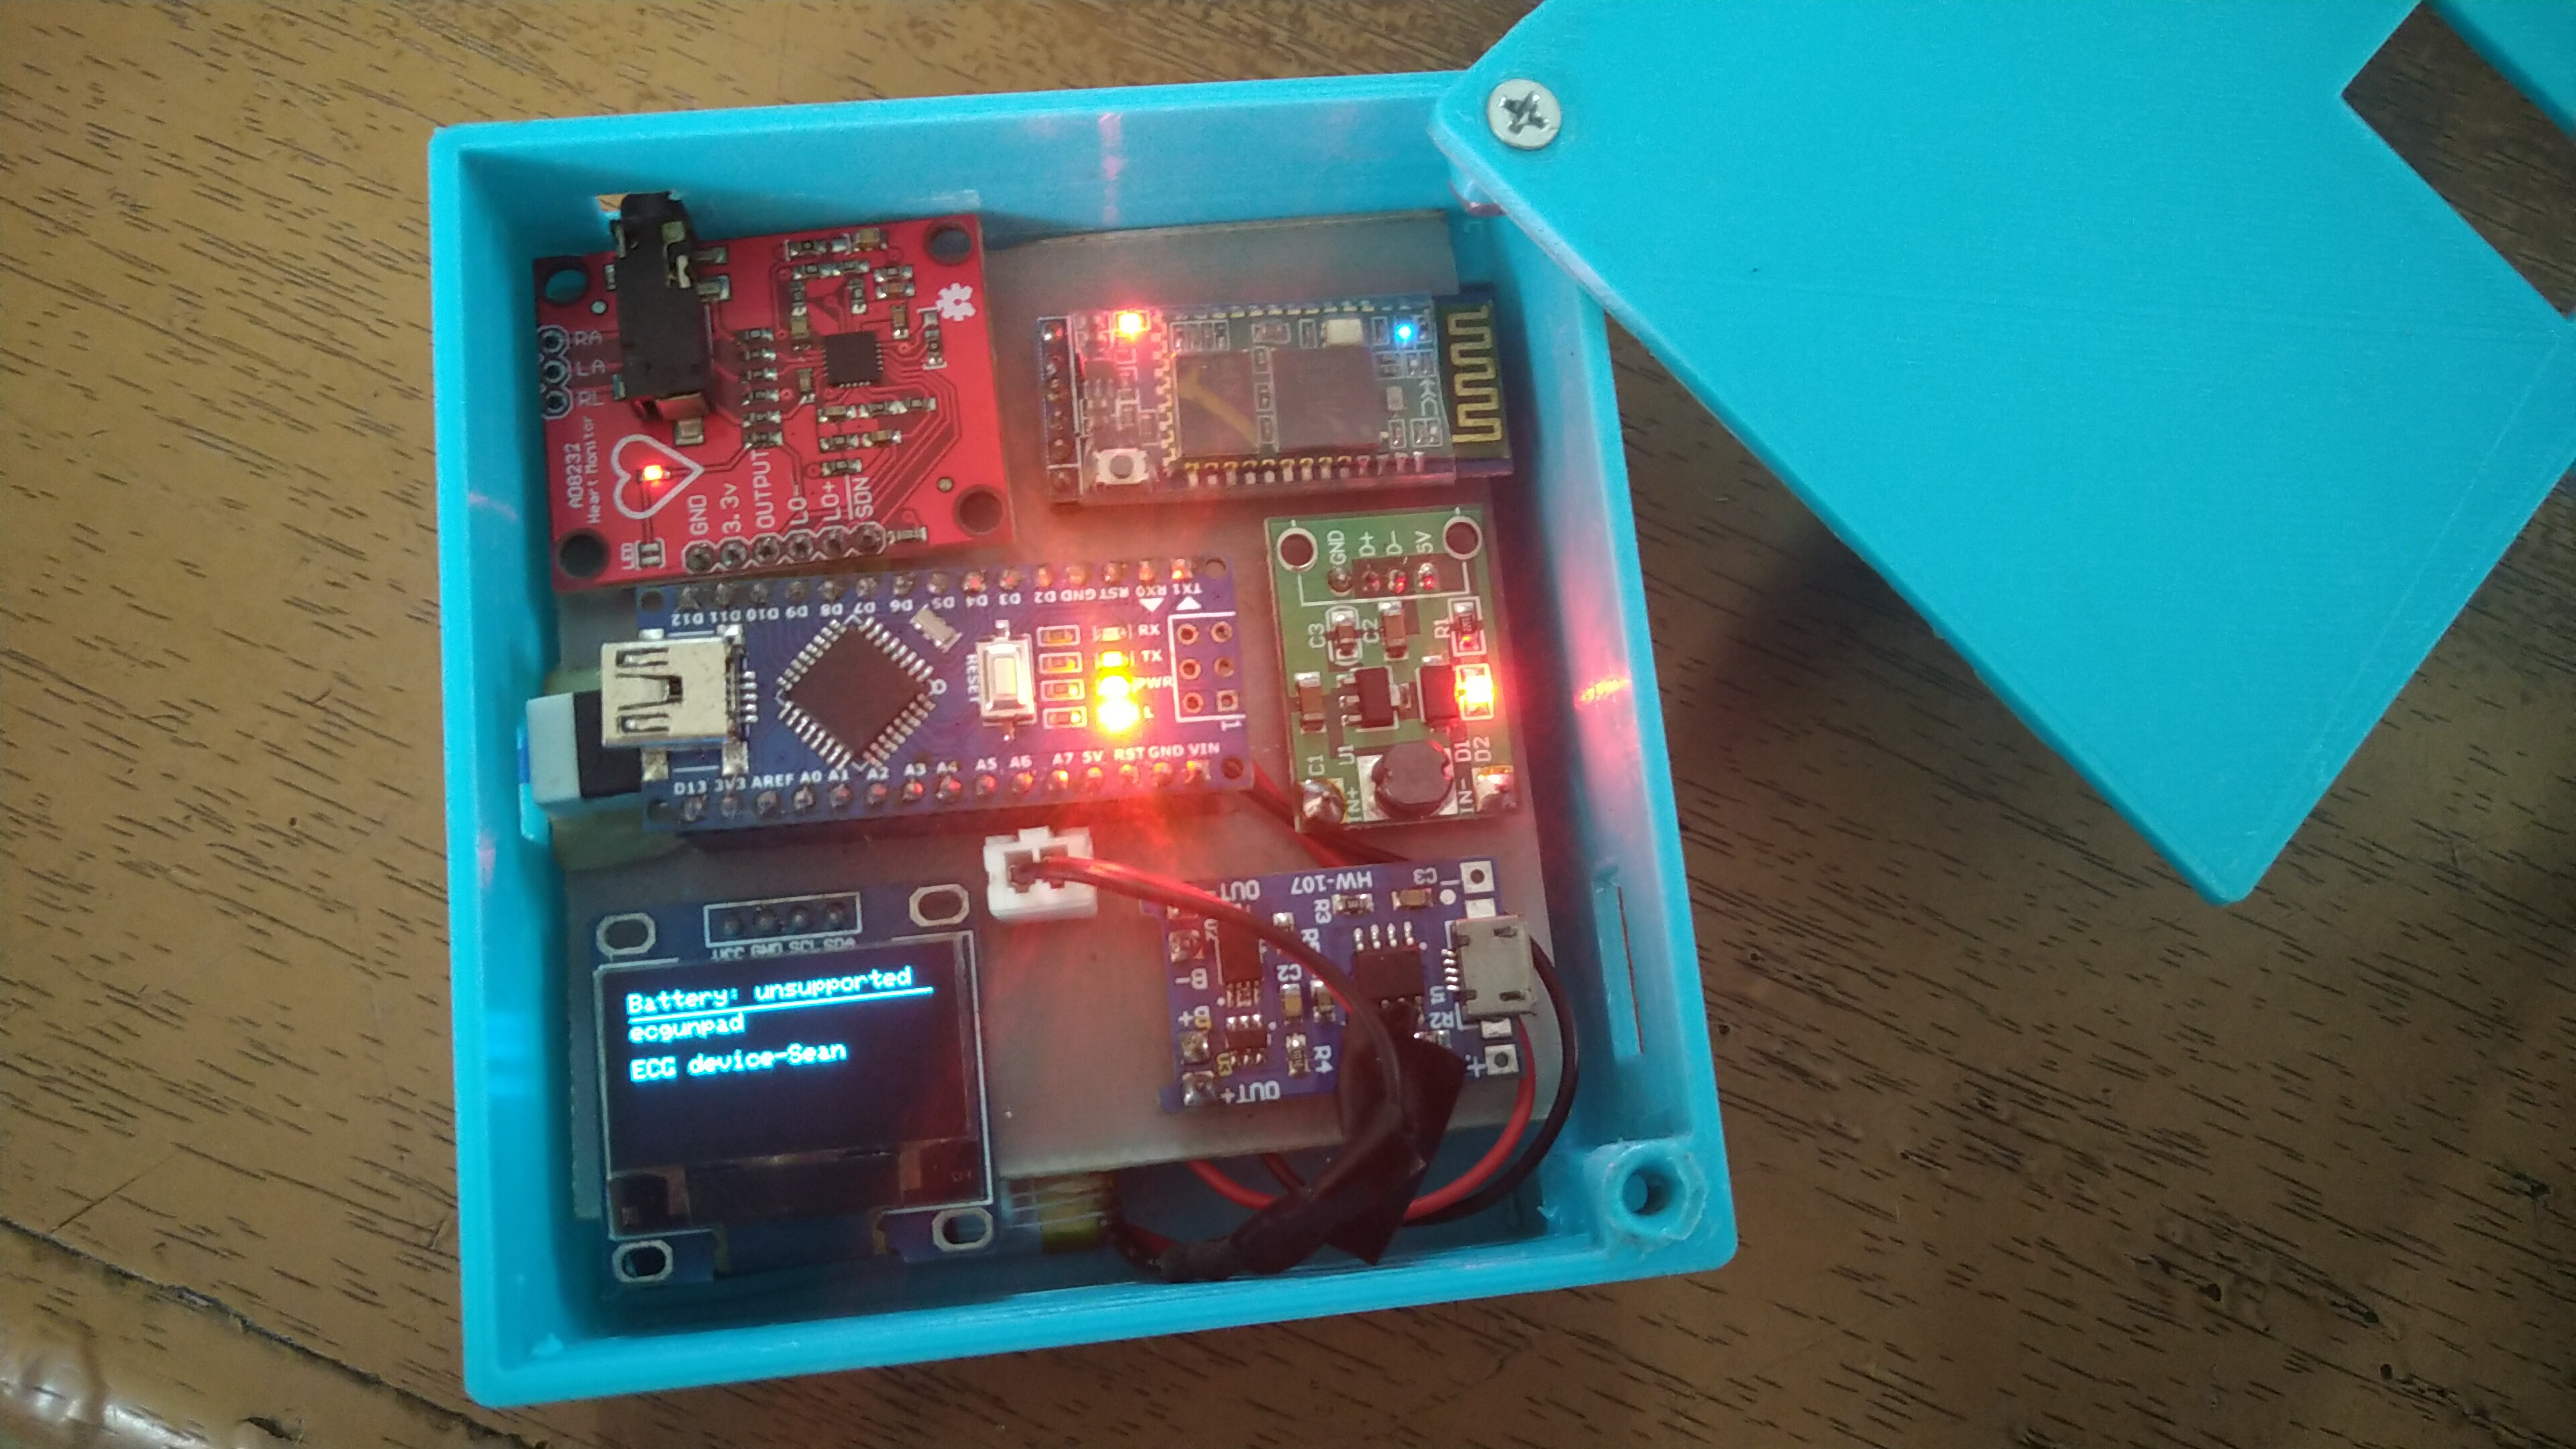 RA
LA
RL
AD8232
Heart Monitor
LED
GND
3.3v
OUTPUT
LO-
LO+
SDN
GND
D+
D-
5V
C3
C2
R1
C1
U1
D1
D2
IN+
IN-
D12 D11 D10 D9 D8 D7 D6 D5 D4 D3 D2 GND RST RX0 TX1
RESET
RX
TX
PWR
L
1
D13 3V3 AREF A0 A1 A2 A3 A4 A5 A6 A7 5V RST GND VIN
VCC GND SCL SDA
Battery: unsupported
ecgunpad
ECG device-Sean
OUT-
HW-107
C3
R3
B-
C2
B+
U1
R2
R4
U3
OUT+